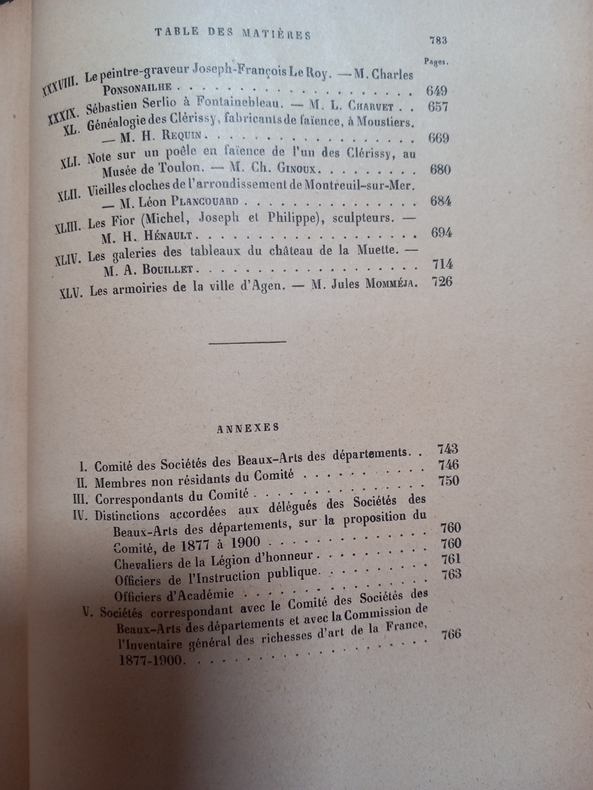 TABLE DES MATIÈRES
783
Pages.
XXXVIII. Le peintre-graveur Joseph-François Le Roy. — M. Charles
PONSONAILHE . . . . . . . . . . . . . . . . . . 649
XXXIX. Sébastien Serlio à Fontainebleau. — M. L. CHARVET . . 657
XL. Généalogie des Clérissy, fabricants de faïence, à Moustiers.
— M. H. REQUIN . . . . . . . . . . . . . . . . 669
XLI. Note sur un poêle en faïence de l'un des Clérissy, au
Musée de Toulon. — M. Ch. GINOUX . . . . . . . . . 680
XLII. Vieilles cloches de l'arrondissement de Montreuil-sur-Mer.
— M. Léon PLANCOUARD . . . . . . . . . . . . . 684
XLIII. Les Fior (Michel, Joseph et Philippe), sculpteurs. —
M. H. HÉNAULT . . . . . . . . . . . . . . . . . 694
XLIV. Les galeries des tableaux du château de la Muette. —
M. A. BOUILLET . . . . . . . . . . . . . . . . . 714
XLV. Les armoiries de la ville d'Agen. — M. Jules MOMMÉJA. 726
ANNEXES
I. Comité des Sociétés des Beaux-Arts des départements. . 743
II. Membres non résidants du Comité . . . . . . . . . . 746
III. Correspondants du Comité . . . . . . . . . . . . . . 750
IV. Distinctions accordées aux délégués des Sociétés des
Beaux-Arts des départements, sur la proposition du
Comité, de 1877 à 1900 . . . . . . . . . . . . . 760
Chevaliers de la Légion d'honneur . . . . . . . . . . 760
Officiers de l'Instruction publique. . . . . . . . . . 761
Officiers d'Académie . . . . . . . . . . . . . . . 763
V. Sociétés correspondant avec le Comité des Sociétés des
Beaux-Arts des départements et avec la Commission de
l'Inventaire général des richesses d'art de la France,
1877-1900. . . . . . . . . . . . . . . . . . . . 766